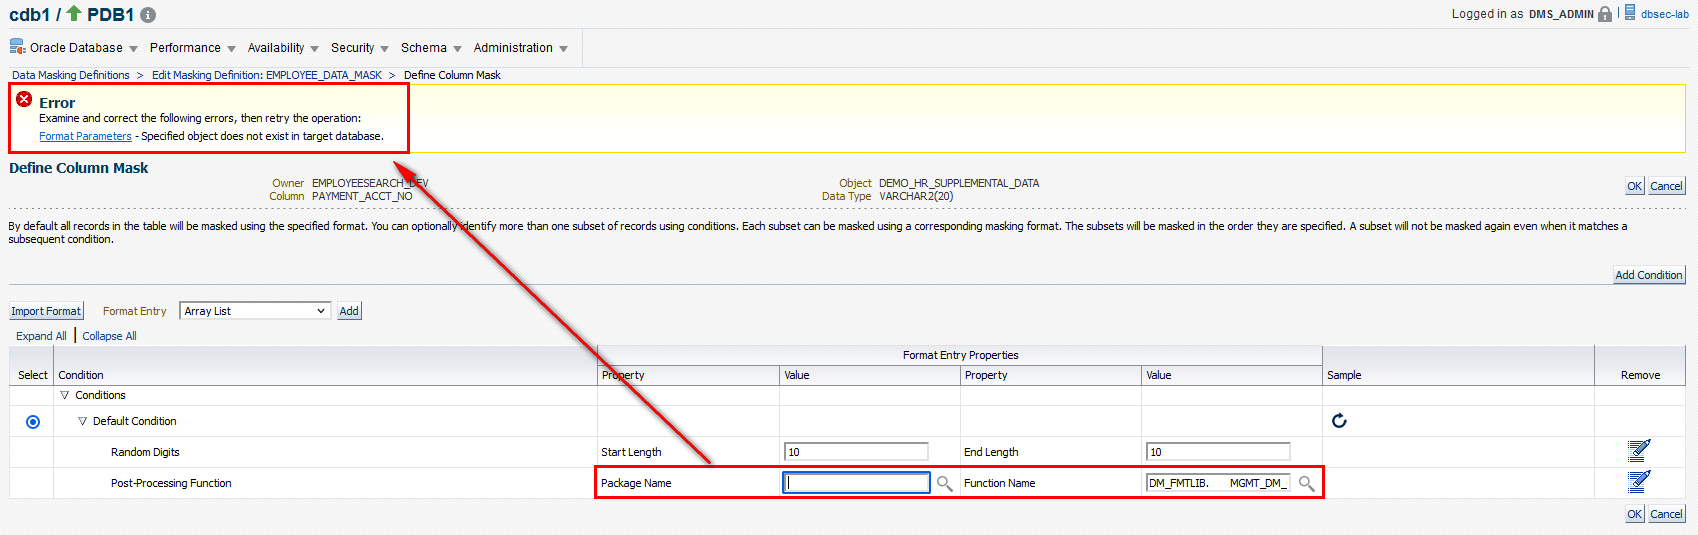 cdb1 / PDB1
Logged in as DMS_ADMIN | dbsec-lab
Oracle Database Performance Availability Security Schema Administration
Data Masking Definitions > Edit Masking Definition: EMPLOYEE_DATA_MASK > Define Column Mask
Error
Examine and correct the following errors, then retry the operation:
Format Parameters - Specified object does not exist in target database.
Define Column Mask
Owner EMPLOYEESEARCH_DEV Object DEMO_HR_SUPPLEMENTAL_DATA
Column PAYMENT_ACCT_NO Data Type VARCHAR2(20)
OK Cancel
By default all records in the table will be masked using the specified format. You can optionally identify more than one subset of records using conditions. Each subset can be masked using a corresponding masking format. The subsets will be masked in the order they are specified. A subset will not be masked again even when it matches a
subsequent condition.
Add Condition
Import Format Format Entry Array List Add
Expand All | Collapse All
Format Entry Properties
Select Condition Property Value Property Value Sample Remove
Conditions
Default Condition
Random Digits Start Length 10 End Length 10
Post-Processing Function Package Name Function Name DM_FMTLIB. MGMT_DM_
OK Cancel